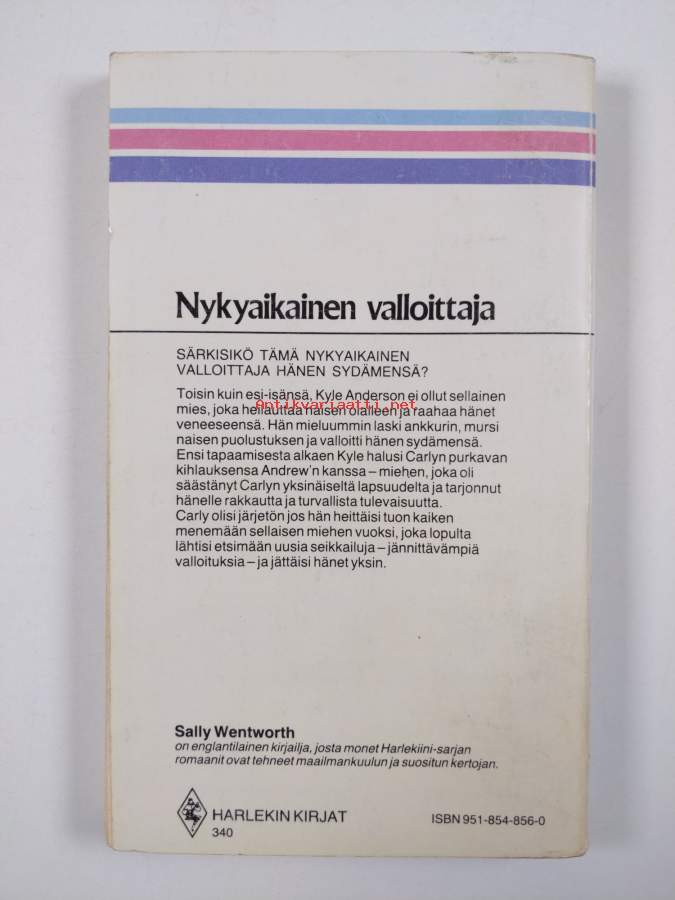 Nykyaikainen valloittaja
SÄRKISIKÖ TÄMÄ NYKYAIKAINEN
VALLOITTAJA HÄNEN SYDÄMENSÄ?
Toisin kuin esi-isänsä, Kyle Anderson ei ollut sellainen
Antikvariaatti.net
mies, joka heilauttaa naisen olalleen ja raahaa hänet
veneeseensä. Hän mieluummin laski ankkurin, mursi
naisen puolustuksen ja valloitti hänen sydämensä.
Ensi tapaamisesta alkaen Kyle halusi Carlyn purkavan
kihlauksensa Andrew'n kanssa – miehen, joka oli
säästänyt Carlyn yksinäiseltä lapsuudelta ja tarjonnut
hänelle rakkautta ja turvallista tulevaisuutta.
Carly olisi järjetön jos hän heittäisi tuon kaiken
menemään sellaisen miehen vuoksi, joka lopulta
lähtisi etsimään uusia seikkailuja – jännittävämpiä
valloituksia – ja jättäisi hänet yksin.
Sally Wentworth
on englantilainen kirjailja, josta monet Harlekiini-sarjan
romaanit ovat tehneet maailmankuulun ja suositun kertojan.
HARLEKIN KIRJAT
340
ISBN 951-854-856-0